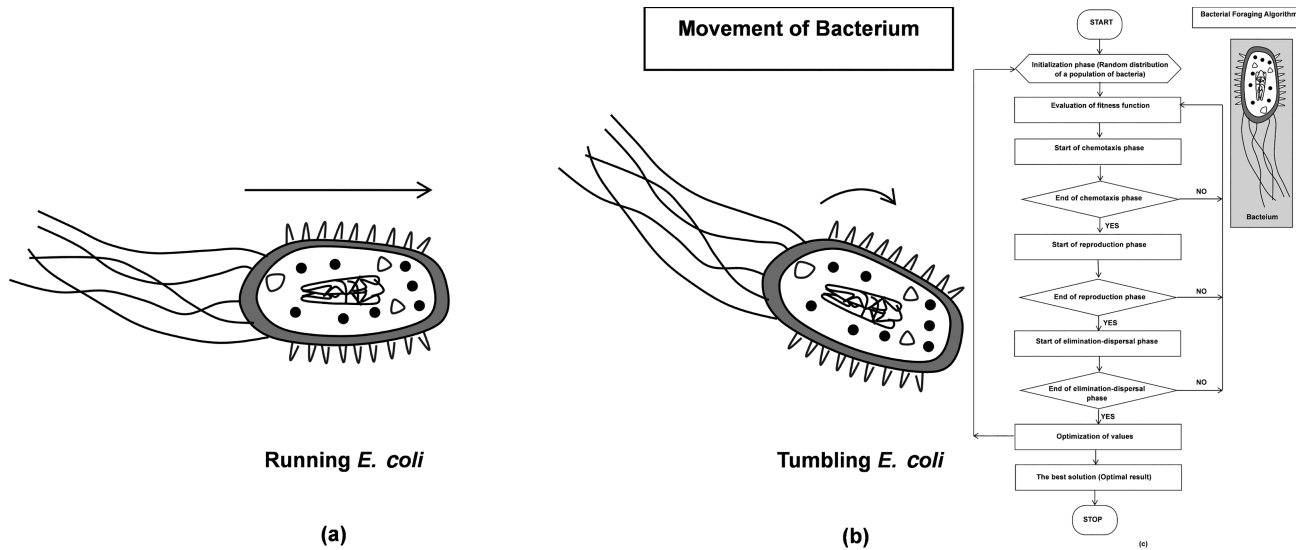 Movement of Bacterium
Running E. coli
(a)
Tumbling E. coli
(b)
START
Bacterial Foraging Algorithm
Initialization phase (Random distribution
of a population of bacteria)
Evaluation of fitness function
Start of chemotaxis phase
End of chemotaxis phase
NO
YES
Start of reproduction phase
End of reproduction phase
NO
YES
Start of elimination-dispersal phase
End of elimination-dispersal
phase
NO
YES
Optimization of values
The best solution (Optimal result)
STOP
(c)
Bacteium